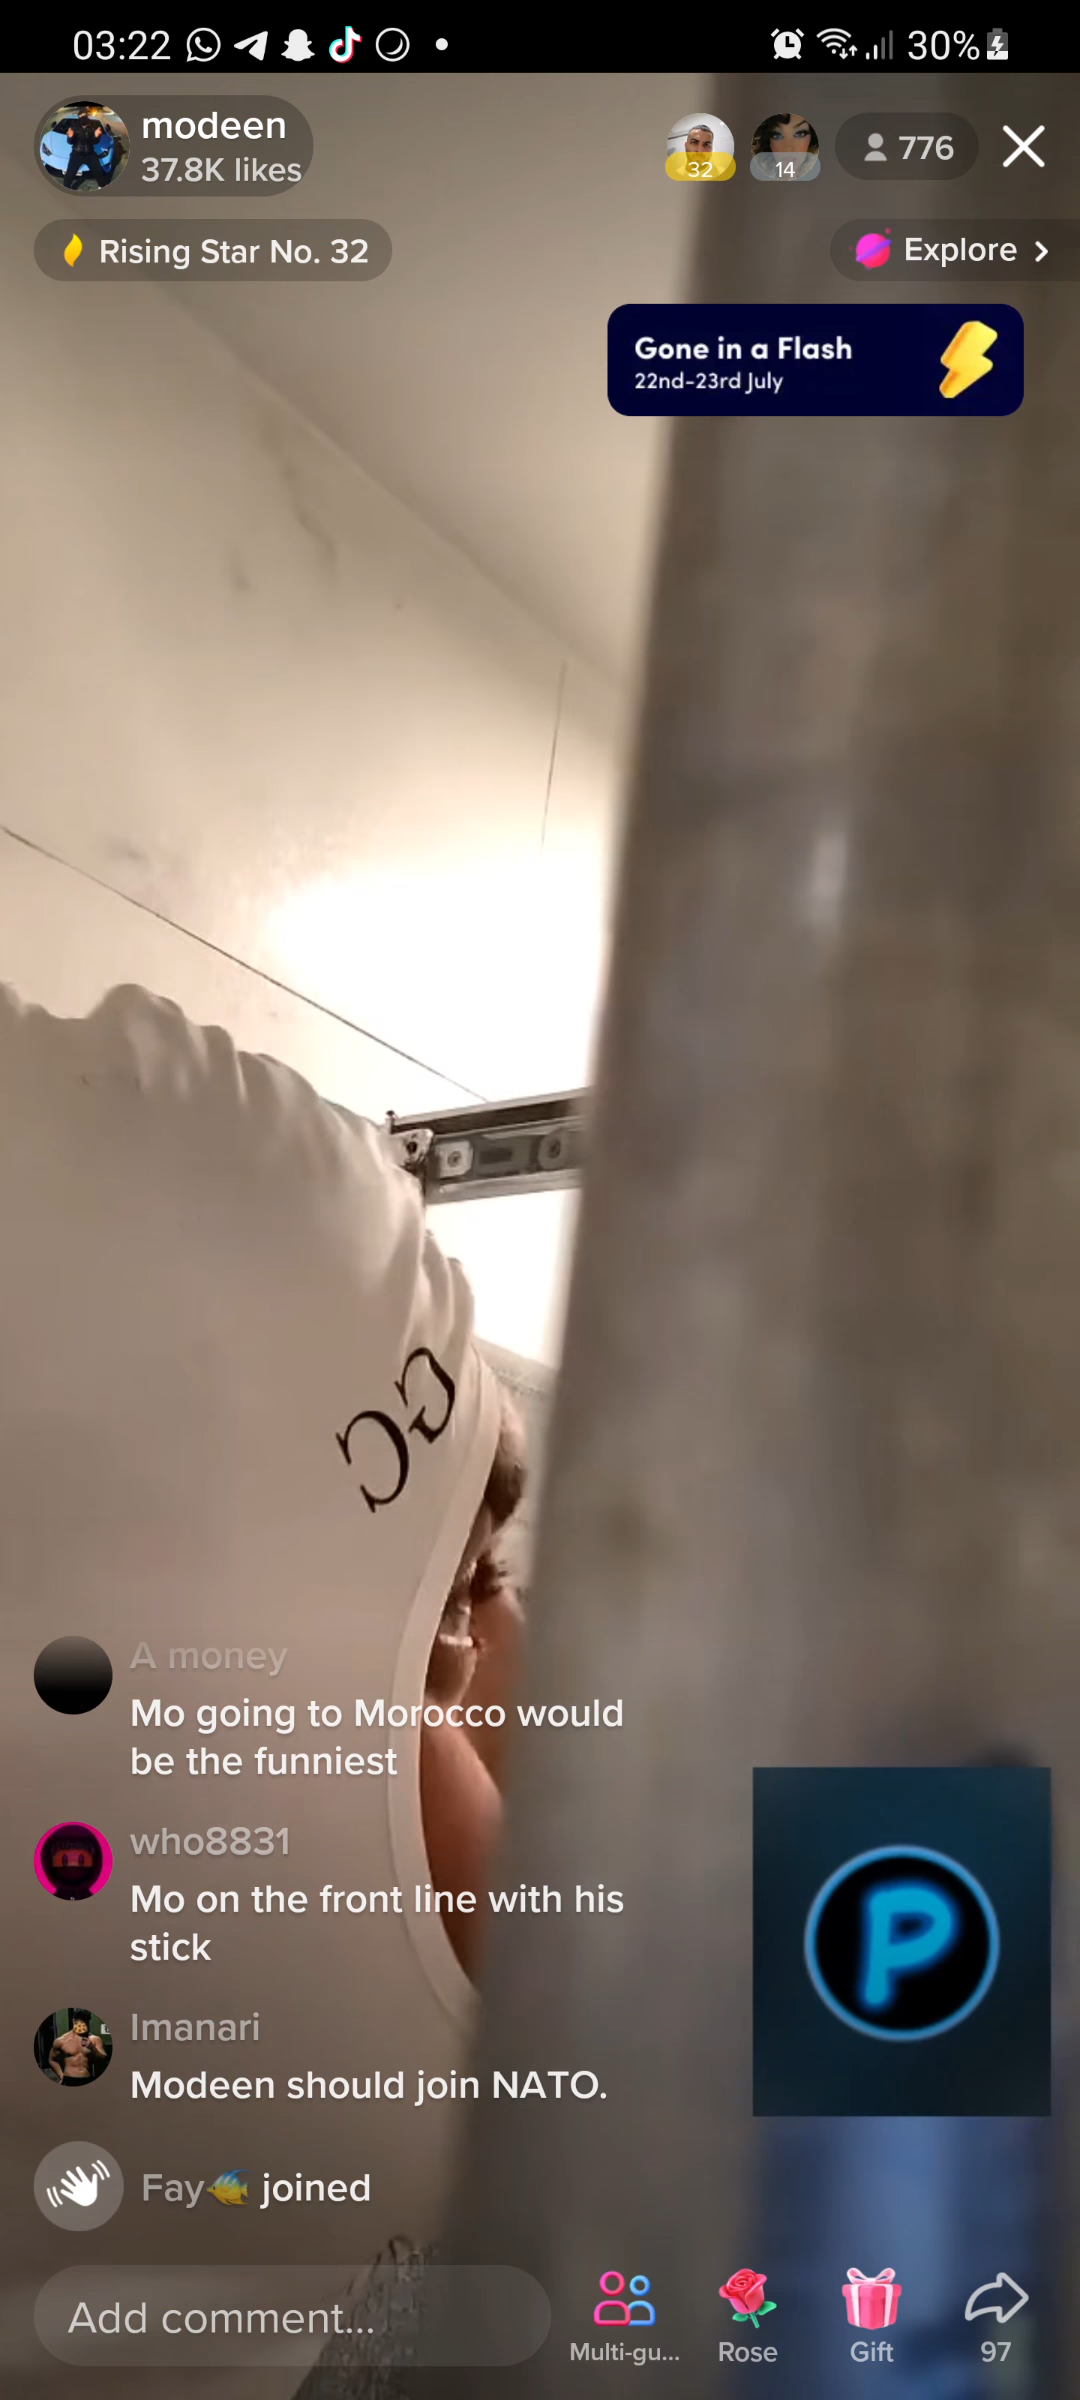 03:22
30%
modeen
37.8K likes
32
14
776
Rising Star No. 32
Explore
Gone in a Flash
22nd-23rd July
A money
Mo going to Morocco would
be the funniest
who8831
Mo on the front line with his
stick
Imanari
Modeen should join NATO.
P
Fay🐠 joined
Add comment...
Multi-gu...
Rose
Gift
97